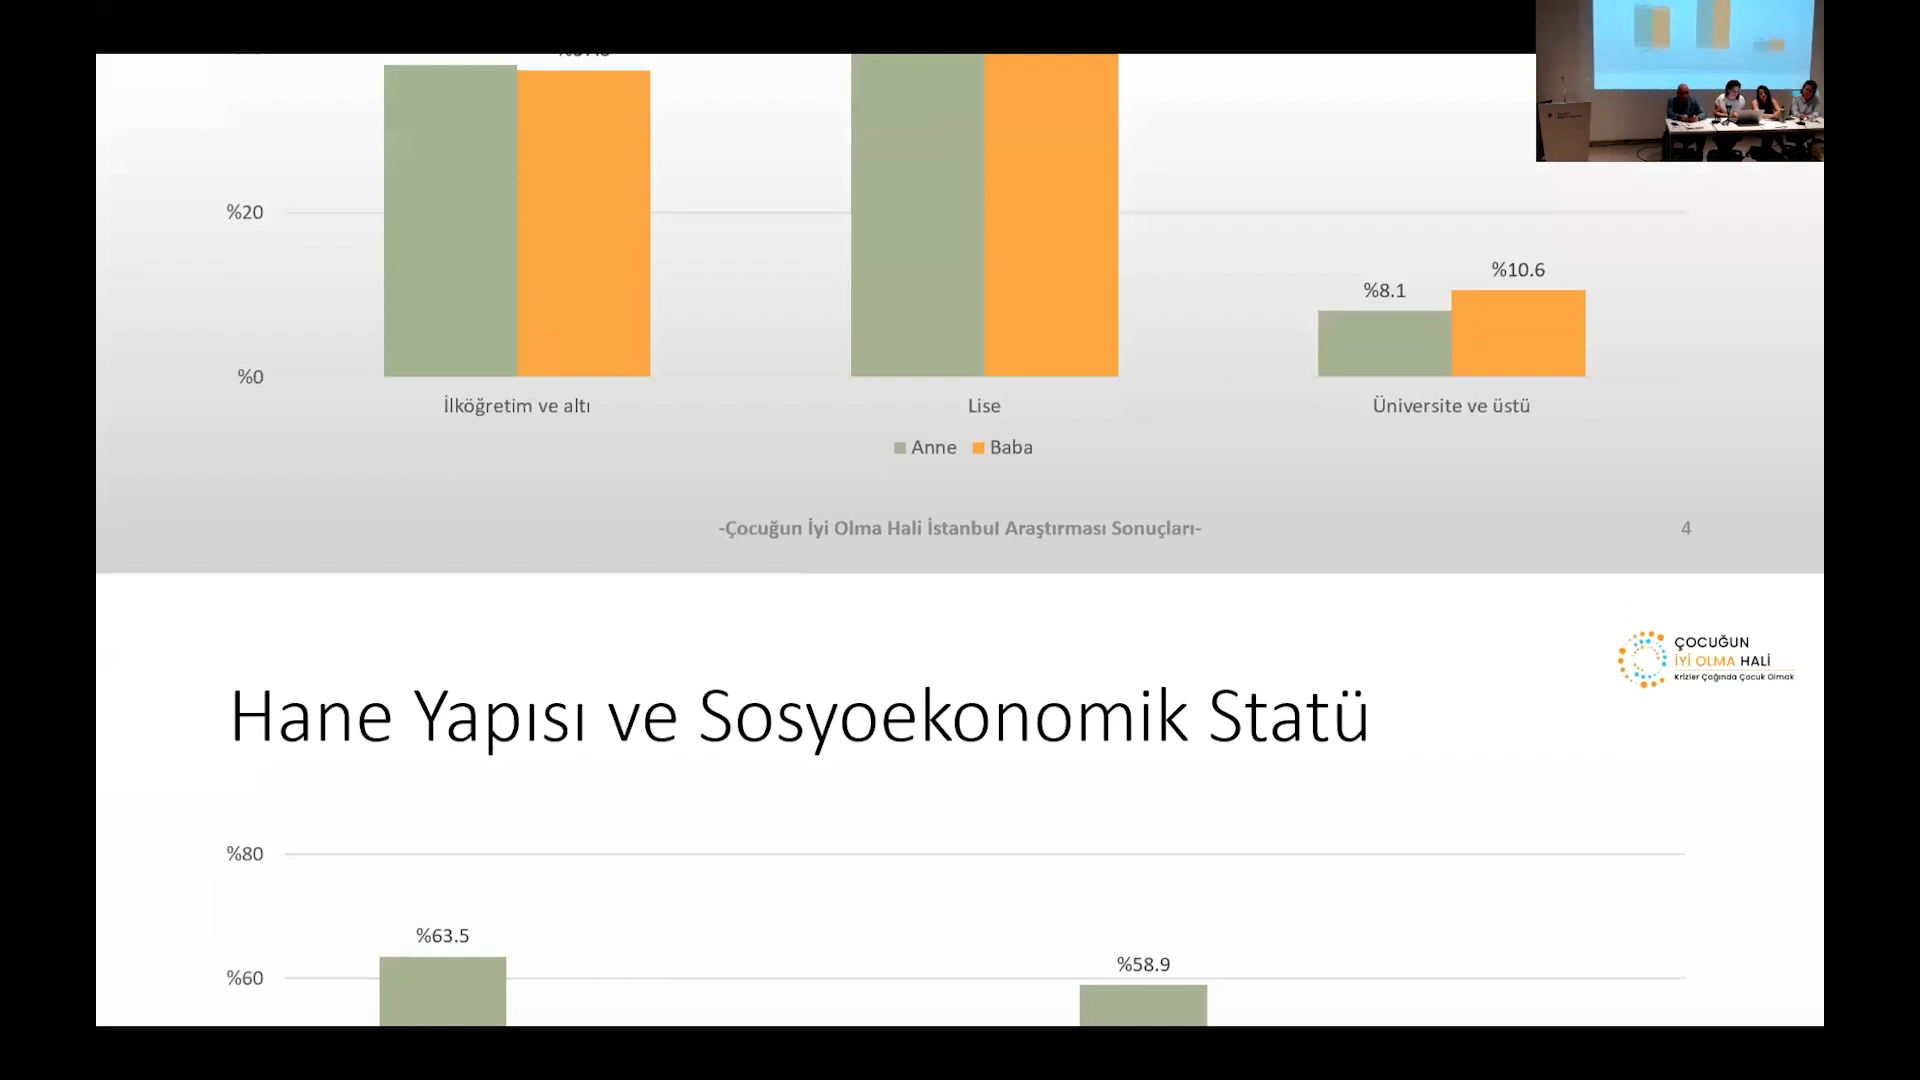 %20
%8.1
%10.6
%0
İlköğretim ve altı
Lise
Üniversite ve üstü
Anne
Baba
-Çocuğun İyi Olma Hali İstanbul Araştırması Sonuçları-
4
ÇOCUĞUN
İYİ OLMA HALİ
Krizler Çağında Çocuk Olmak
Hane Yapısı ve Sosyoekonomik Statü
%80
%63.5
%58.9
%60